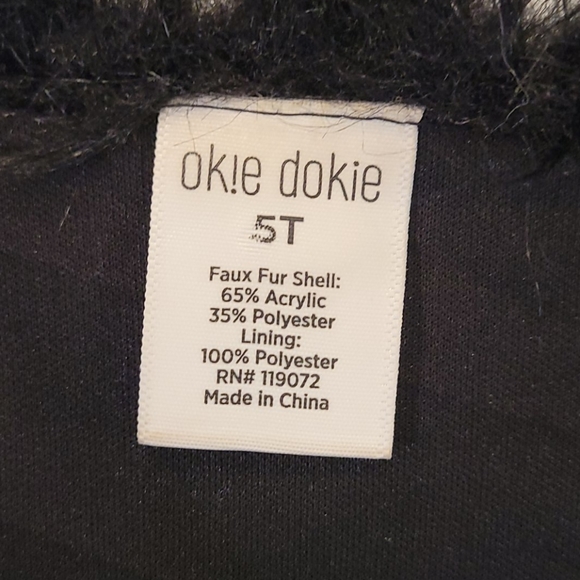 ok!e dokie
5T
Faux Fur Shell:
65% Acrylic
35% Polyester
Lining:
100% Polyester
RN# 119072
Made in China